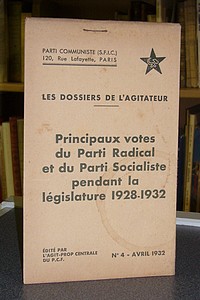 PARTI COMMUNISTE (S.F.I.C.)
120, Rue Lafayette, PARIS
LES DOSSIERS DE L'AGITATEUR
Principaux votes
du Parti Radical
et du Parti Socialiste
pendant la
législature 1928-1932
ÉDITÉ PAR
L'AGIT-PROP CENTRALE
DU P.C.F.
N° 4 - AVRIL 1932